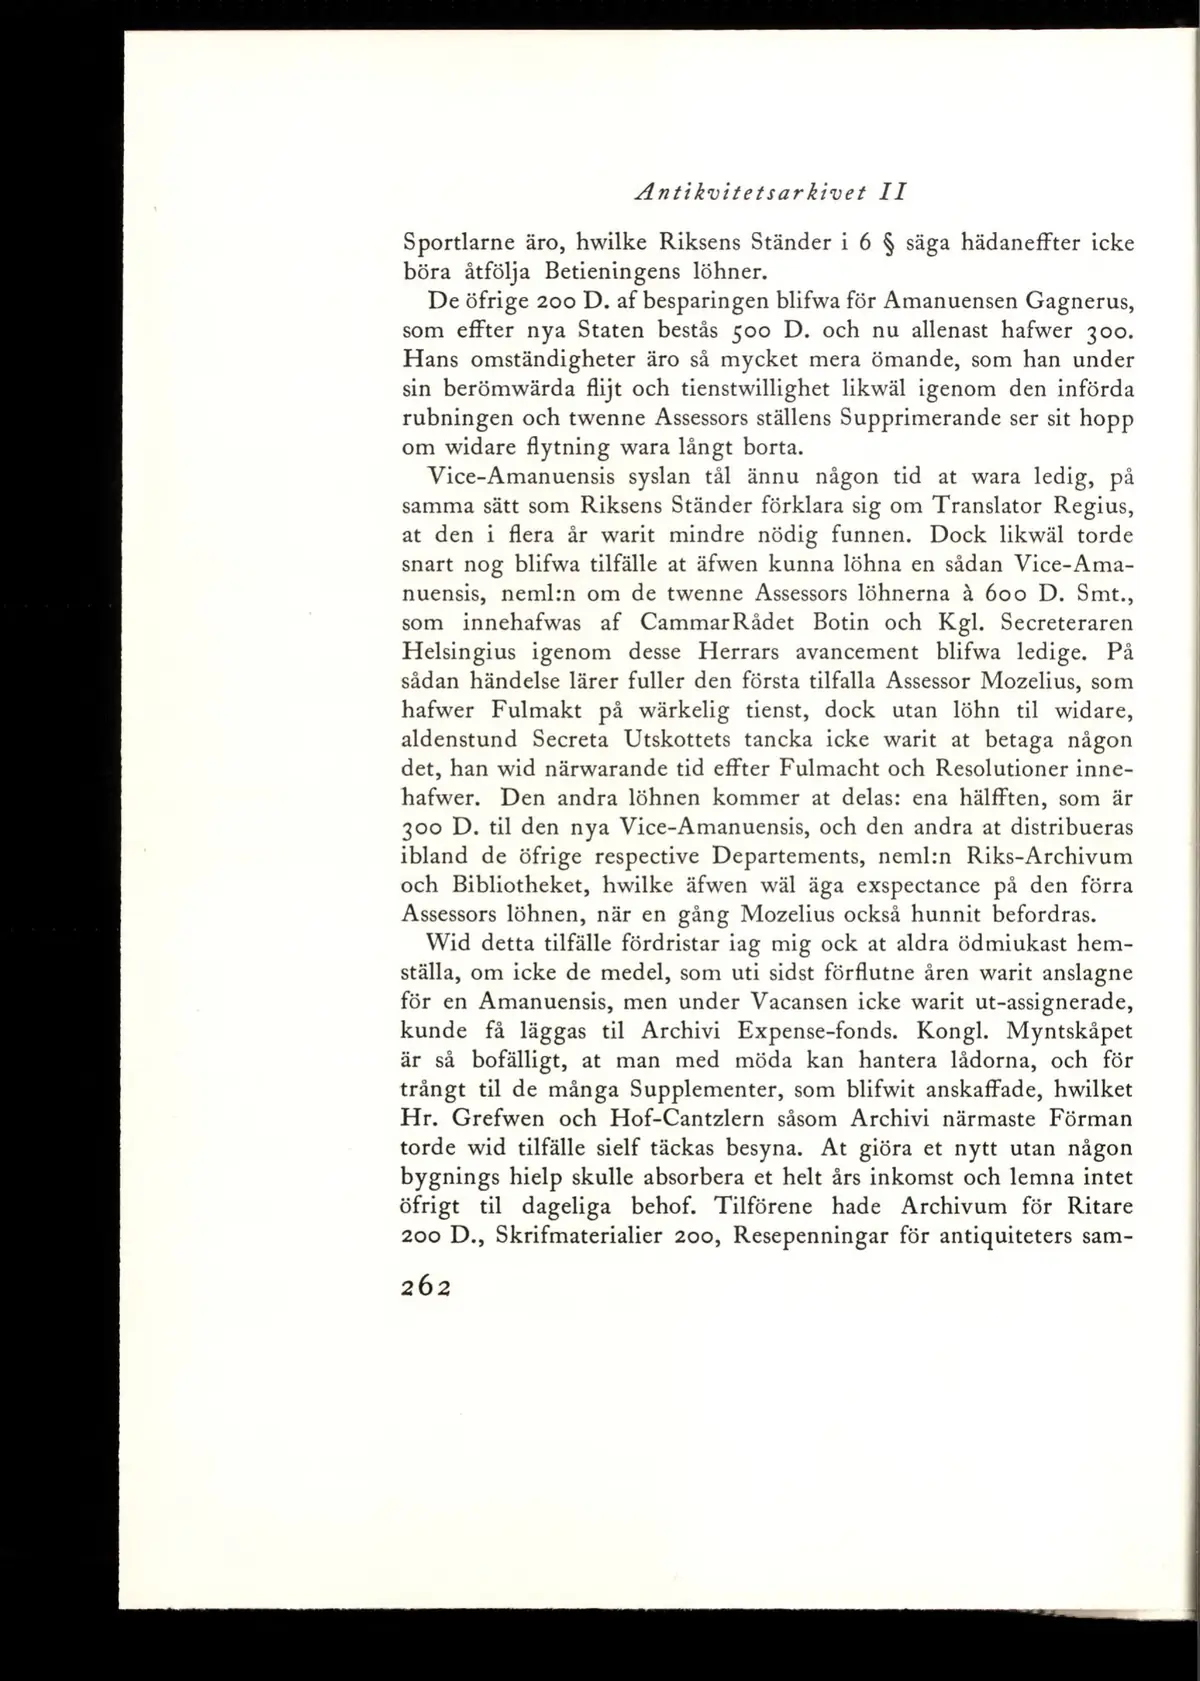 Antikvitetsarkivet II
Sportlarne äro, hwilke Riksens Ständer i 6 § säga hädaneffter icke
böra åtfölja Betieningens löhner.
De öfrige 200 D. af besparingen blifwa för Amanuensen Gagnerus,
som effter nya Staten bestås 500 D. och nu allenast hafwer 300.
Hans omständigheter äro så mycket mera ömande, som han under
sin berömwärda flijt och tienstwillighet likwäl igenom den införda
rubningen och twenne Assessors ställens Supprimerande ser sit hopp
om widare flytning wara långt borta.
Vice-Amanuensis syslan tål ännu någon tid at wara ledig, på
samma sätt som Riksens Ständer förklara sig om Translator Regius,
at den i flera år warit mindre nödig funnen. Dock likwäl torde
snart nog blifwa tilfälle at äfwen kunna löhna en sådan Vice-Ama-
nuensis, neml:n om de twenne Assessors löhnerna à 600 D. Smt.,
som innehafwas af CammarRådet Botin och Kgl. Secreteraren
Helsingius igenom desse Herrars avancement blifwa ledige. På
sådan händelse lärer fuller den första tilfalla Assessor Mozelius, som
hafwer Fulmakt på wärkelig tienst, dock utan löhn til widare,
aldenstund Secreta Utskottets tancka icke warit at betaga någon
det, han wid närwarande tid effter Fulmacht och Resolutioner inne-
hafwer. Den andra löhnen kommer at delas: ena hälfften, som är
300 D. til den nya Vice-Amanuensis, och den andra at distribueras
ibland de öfrige respective Departements, neml:n Riks-Archivum
och Bibliotheket, hwilke äfwen wäl äga exspectance på den förra
Assessors löhnen, när en gång Mozelius också hunnit befordras.
Wid detta tilfälle fördristar iag mig ock at aldra ödmiukast hem-
ställa, om icke de medel, som uti sidst förflutne åren warit anslagne
för en Amanuensis, men under Vacansen icke warit ut-assignerade,
kunde få läggas til Archivi Expense-fonds. Kongl. Myntskåpet
är så bofälligt, at man med möda kan hantera lådorna, och för
trångt til de många Supplementer, som blifwit anskaffade, hwilket
Hr. Grefwen och Hof-Cantzlern såsom Archivi närmaste Förman
torde wid tilfälle sielf täckas besyna. At giöra et nytt utan någon
bygnings hielp skulle absorbera et helt års inkomst och lemna intet
öfrigt til dageliga behof. Tilförene hade Archivum för Ritare
200 D., Skrifmaterialier 200, Resepenningar för antiquiteters sam-
262